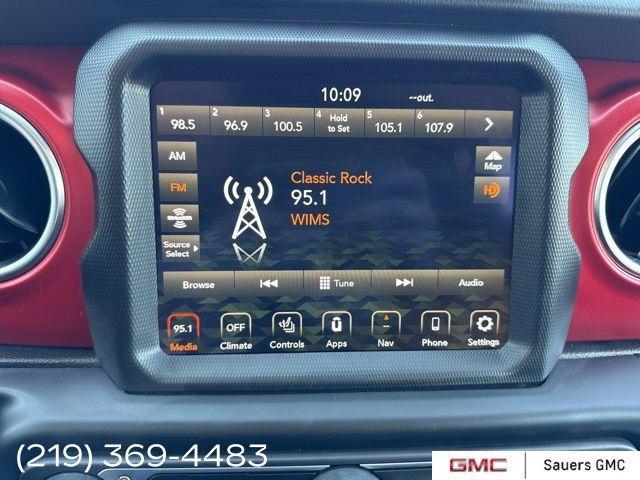 10:09 --out.
1 98.5 2 96.9 3 100.5 4 Hold to Set 5 105.1 6 107.9
AM
FM
SiriusXM
Source Select
Classic Rock
95.1
WIMS
Map
HD
Browse Tune Audio
95.1 OFF --
Media Climate Controls Apps Nav Phone Settings
(219) 369-4483
GMC Sauers GMC